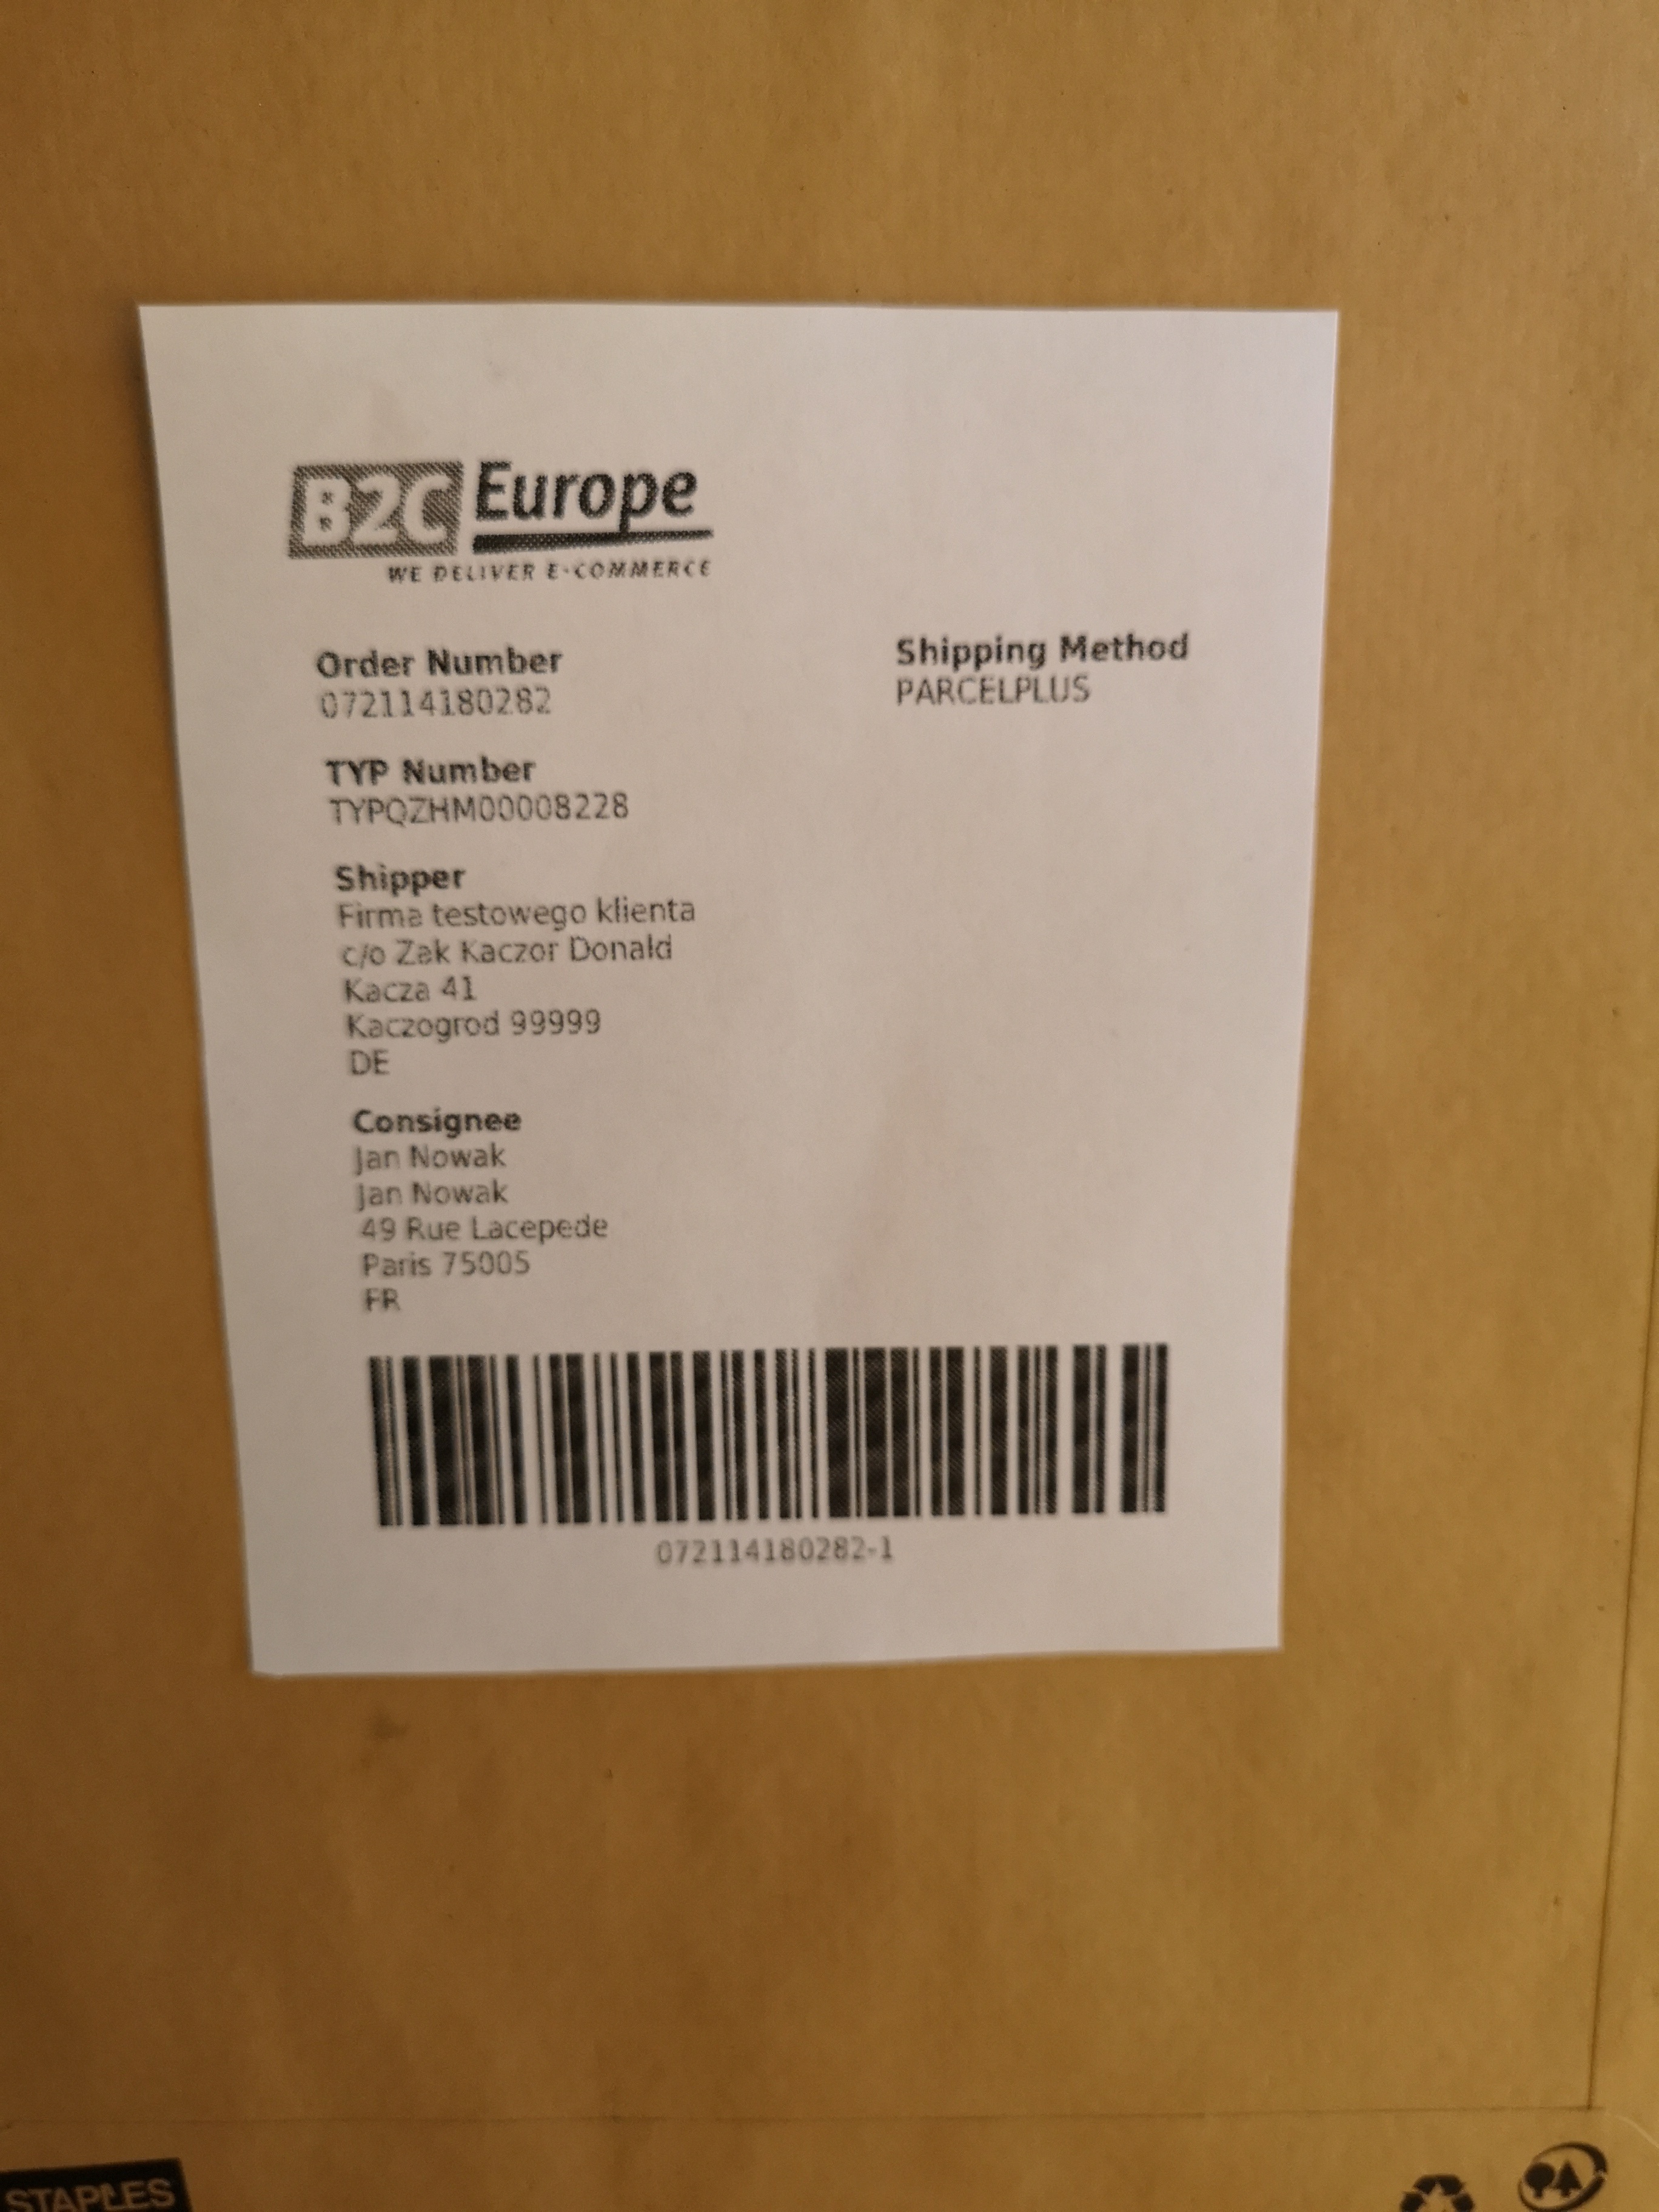 B2C Europe
WE DELIVER E-COMMERCE
Order Number
072114180282
Shipping Method
PARCELPLUS
TYP Number
TYPQZHM00008228
Shipper
Firma testowego klienta
c/o Zak Kaczor Donald
Kacza 41
Kaczogrod 99999
DE
Consignee
Jan Nowak
Jan Nowak
49 Rue Lacepede
Paris 75005
FR
072114180282-1
STAPLES